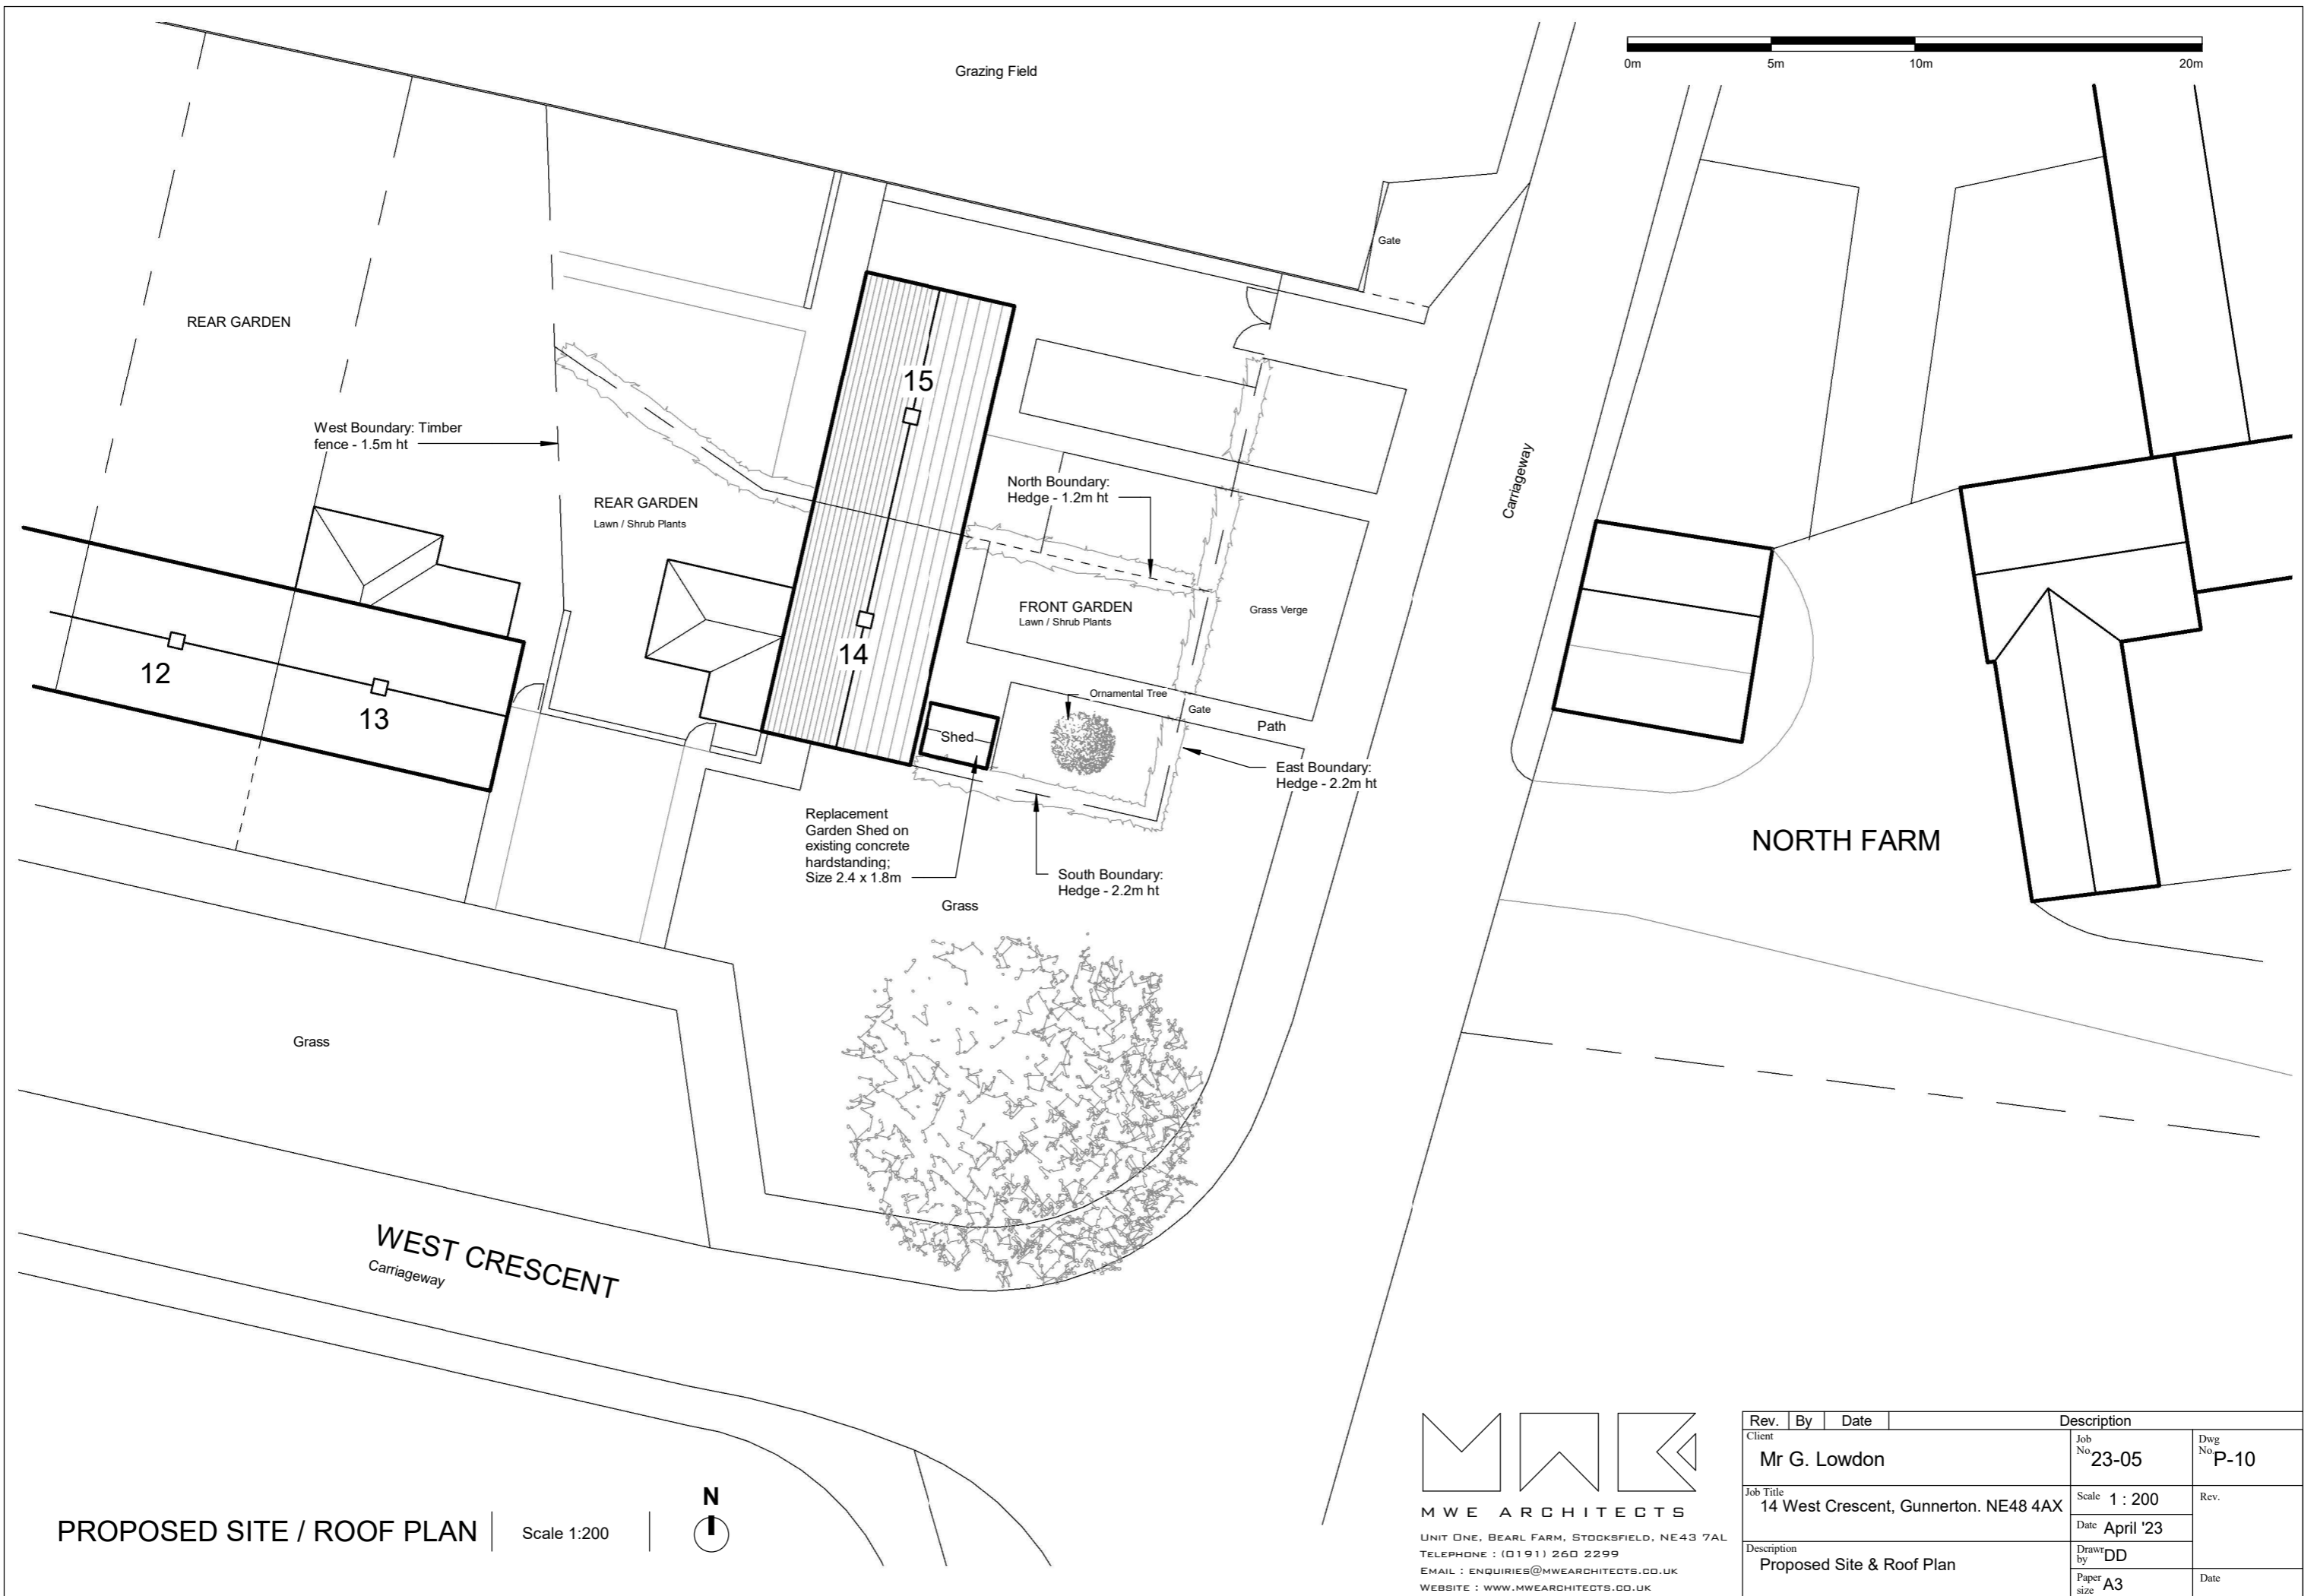 Grazing Field
0m 5m 10m 20m
Gate
REAR GARDEN
15
West Boundary: Timber
fence - 1.5m ht
Carriageway
North Boundary:
Hedge - 1.2m ht
REAR GARDEN
Lawn / Shrub Plants
FRONT GARDEN
Lawn / Shrub Plants
Grass Verge
14
12
13
Ornamental Tree
Gate
Path
Shed
East Boundary:
Hedge - 2.2m ht
Replacement
Garden Shed on
existing concrete
hardstanding;
Size 2.4 x 1.8m
South Boundary:
Hedge - 2.2m ht
NORTH FARM
Grass
Grass
WEST CRESCENT
Carriageway
PROPOSED SITE / ROOF PLAN
Scale 1:200
N
MWE
MWE ARCHITECTS
UNIT ONE, BEARL FARM, STOCKSFIELD, NE43 7AL
TELEPHONE : (0191) 260 2299
EMAIL : ENQUIRIES@MWEARCHITECTS.CO.UK
WEBSITE : WWW.MWEARCHITECTS.CO.UK
Rev. By Date Description
Client
Mr G. Lowdon
Job
No 23-05
Dwg
No P-10
Job Title
14 West Crescent, Gunnerton. NE48 4AX
Scale 1 : 200
Rev.
Date April '23
Description
Proposed Site & Roof Plan
Drawn
by DD
Paper
size A3
Date